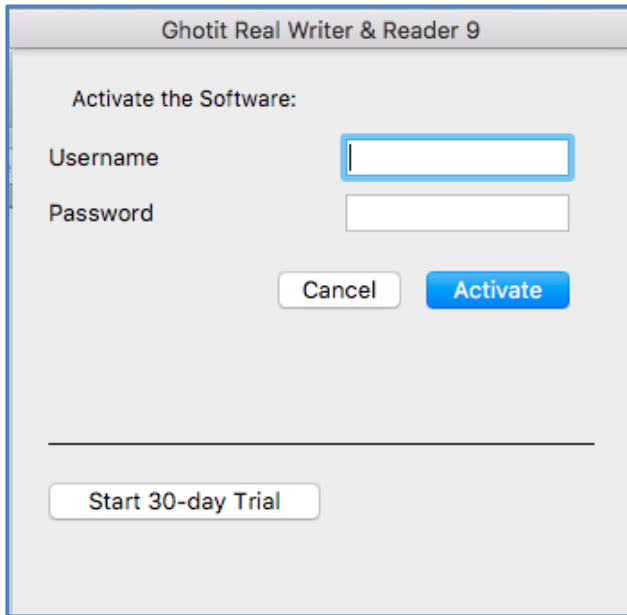 Ghotit Real Writer & Reader 9
Activate the Software:
Username
Password
Cancel Activate
Start 30-day Trial